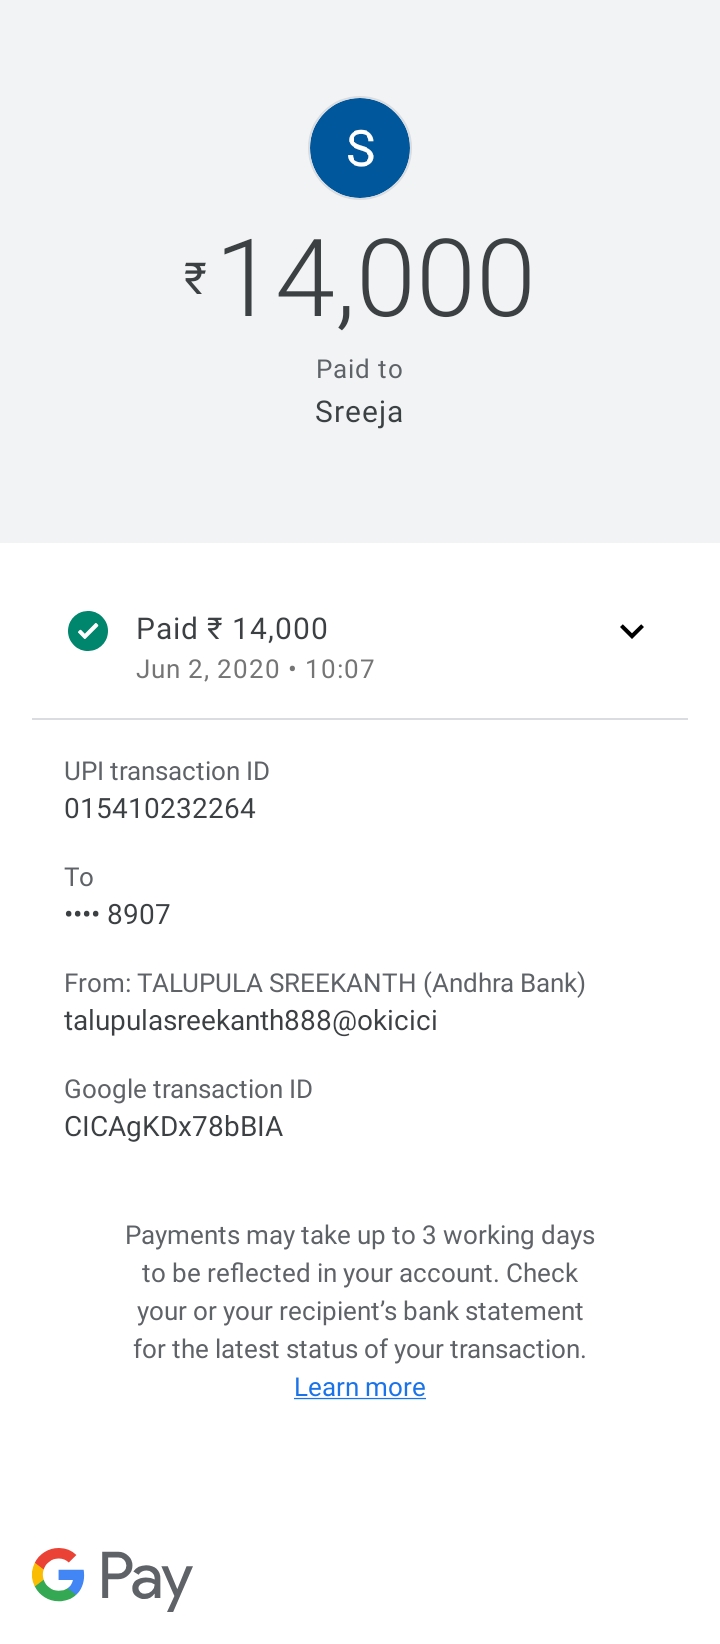 S
₹14,000
Paid to
Sreeja
Paid ₹ 14,000
Jun 2, 2020 • 10:07
UPI transaction ID
015410232264
To
•••• 8907
From: TALUPULA SREEKANTH (Andhra Bank)
talupulasreekanth888@okicici
Google transaction ID
CICAgKDx78bBIA
Payments may take up to 3 working days
to be reflected in your account. Check
your or your recipient’s bank statement
for the latest status of your transaction.
Learn more
G Pay